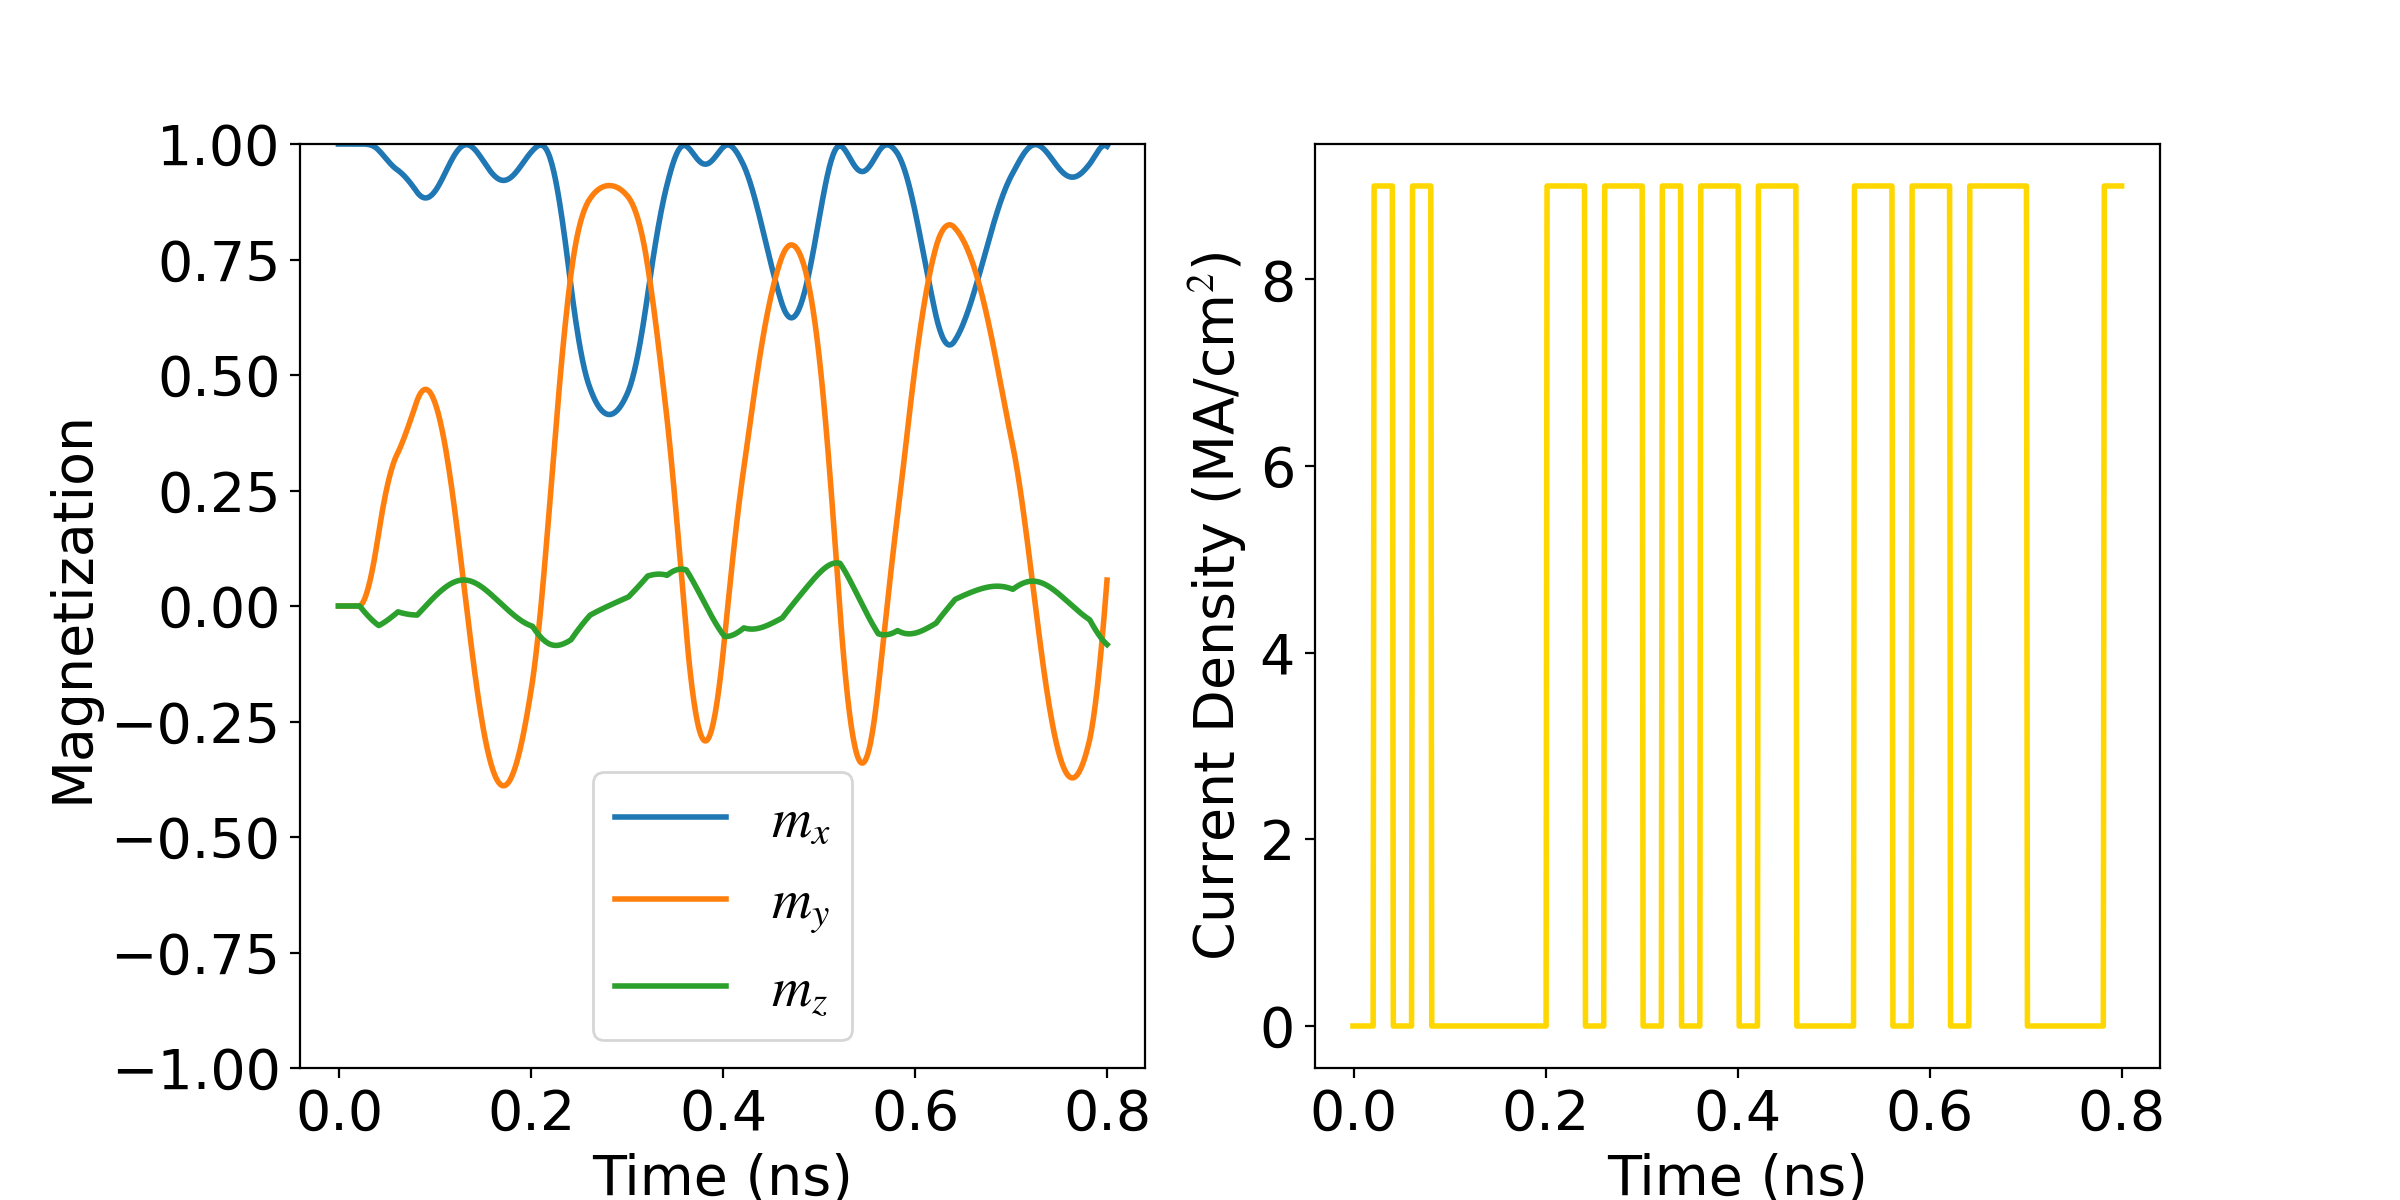 1.00
0.75
0.50
0.25
0.00
−0.25
−0.50
−0.75
−1.00
Magnetization
0.0 0.2 0.4 0.6 0.8
Time (ns)
m_x
m_y
m_z
8
6
4
2
0
Current Density (MA/cm²)
0.0 0.2 0.4 0.6 0.8
Time (ns)